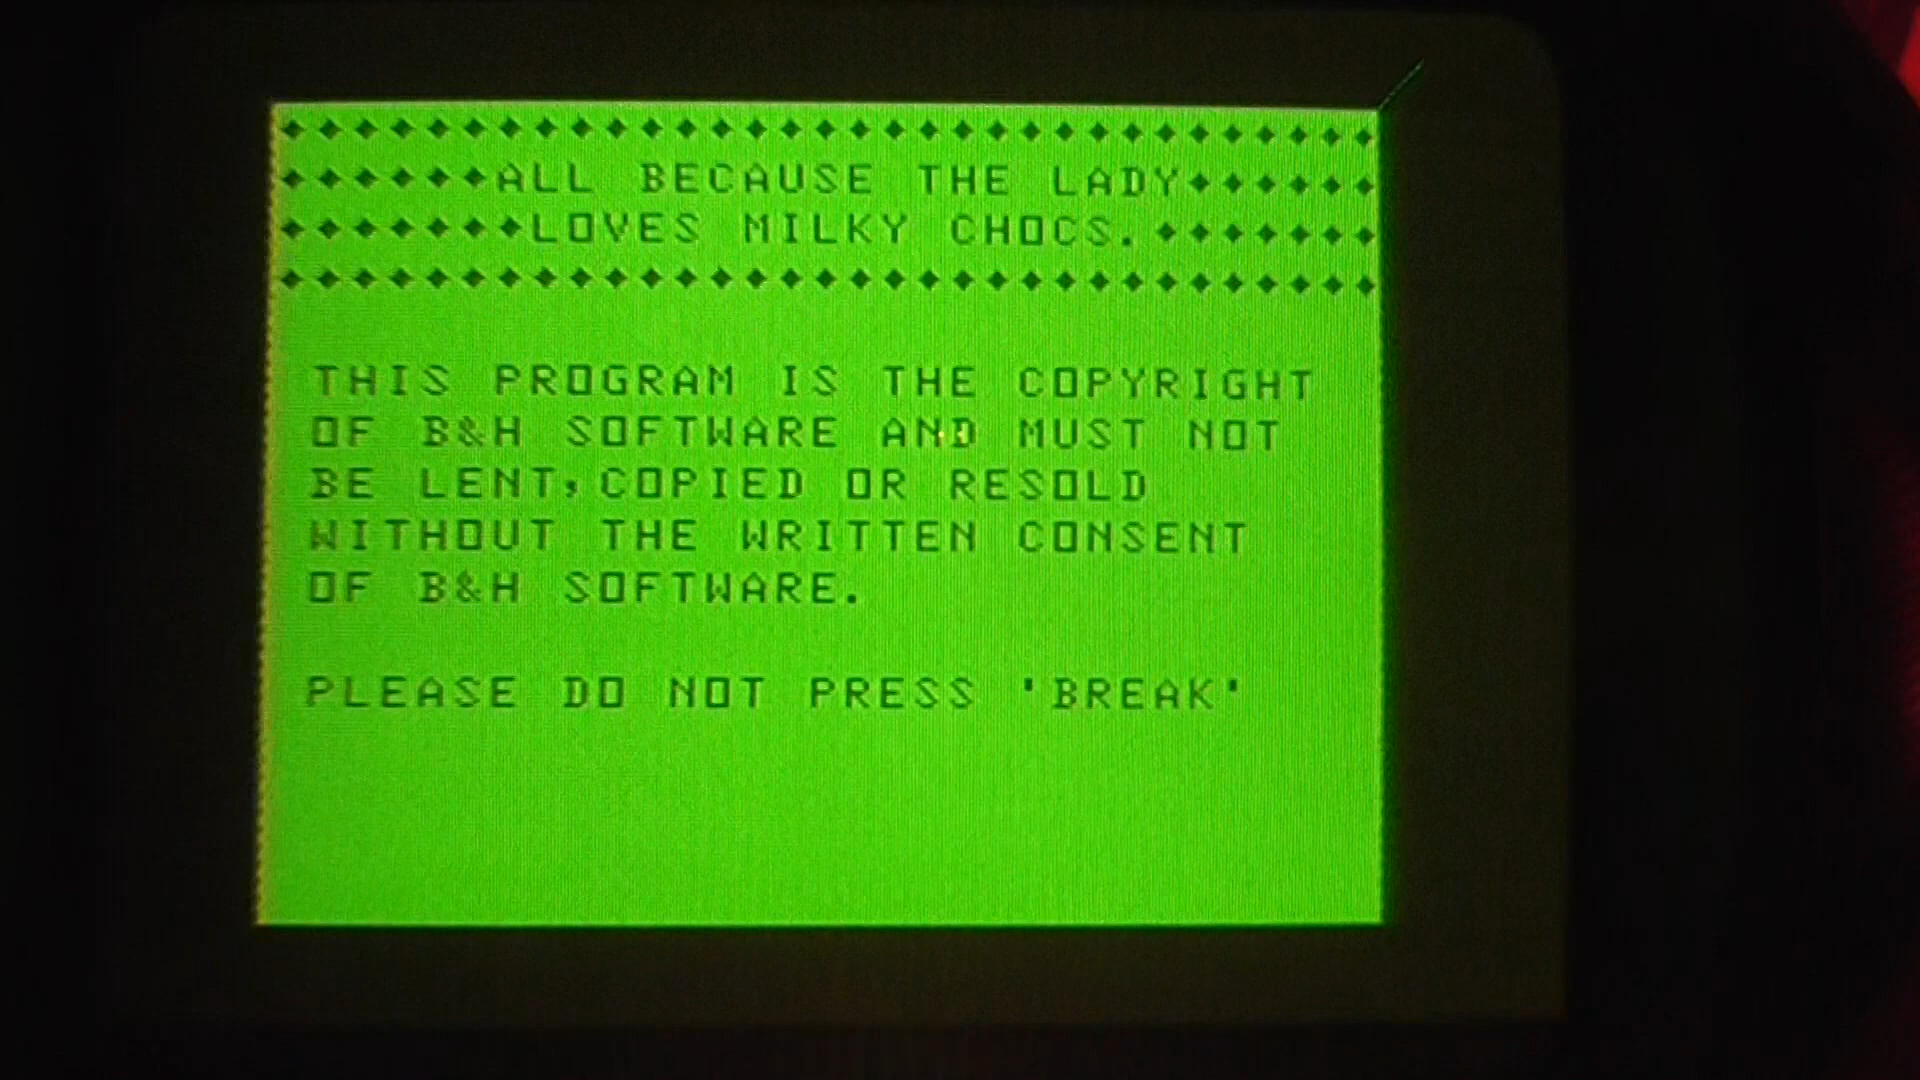 ALL BECAUSE THE LADY
LOVES MILKY CHOCS.
THIS PROGRAM IS THE COPYRIGHT
OF B&H SOFTWARE AND MUST NOT
BE LENT,COPIED OR RESOLD
WITHOUT THE WRITTEN CONSENT
OF B&H SOFTWARE.
PLEASE DO NOT PRESS 'BREAK'